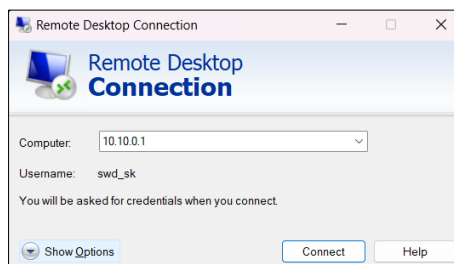 Remote Desktop Connection
Remote Desktop
Connection
Computer: 10.10.0.1
Username: swd_sk
You will be asked for credentials when you connect.
Show Options Connect Help